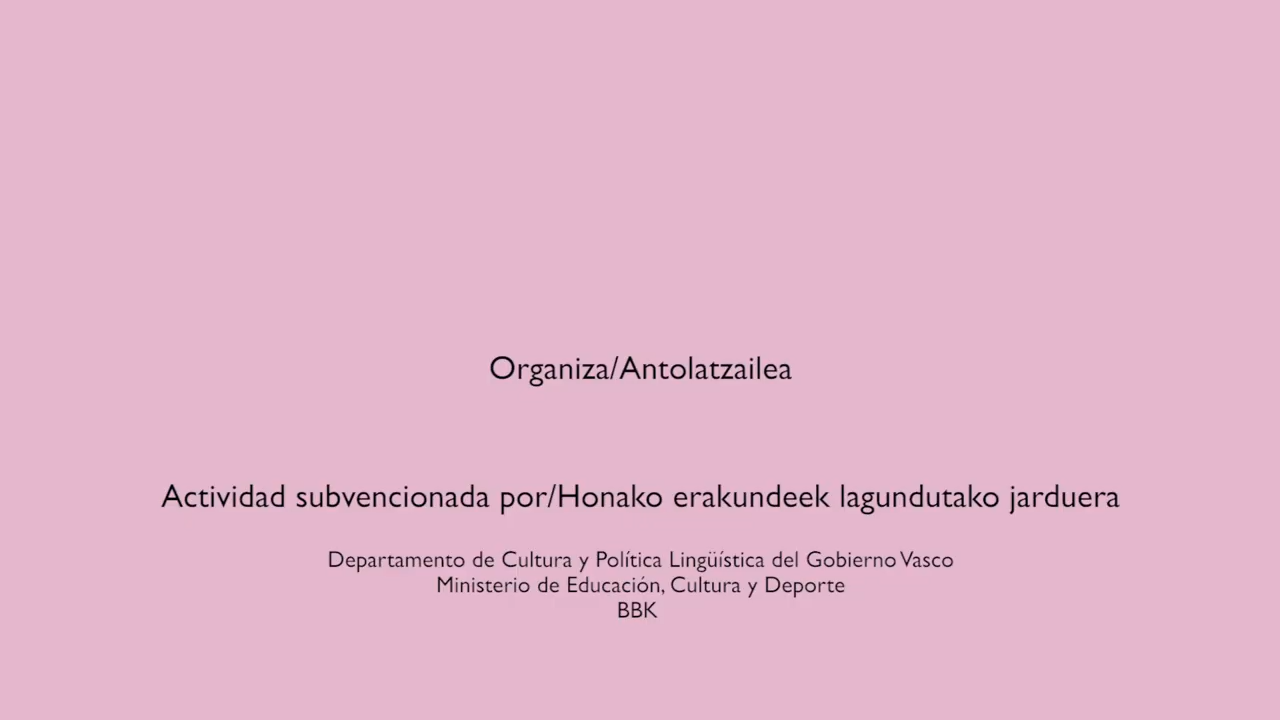 Organiza/Antolatzailea
Actividad subvencionada por/Honako erakundeek lagundutako jarduera
Departamento de Cultura y Política Lingüística del Gobierno Vasco
Ministerio de Educación, Cultura y Deporte
BBK